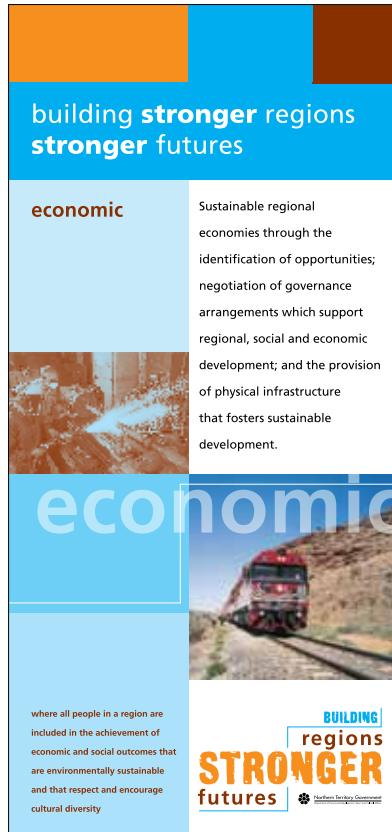 building stronger regions
stronger futures
economic
Sustainable regional
economies through the
identification of opportunities;
negotiation of governance
arrangements which support
regional, social and economic
development; and the provision
of physical infrastructure
that fosters sustainable
development.
economic
where all people in a region are
included in the achievement of
economic and social outcomes that
are environmentally sustainable
and that respect and encourage
cultural diversity
BUILDING
regions
STRONGER
futures
Northern Territory Government